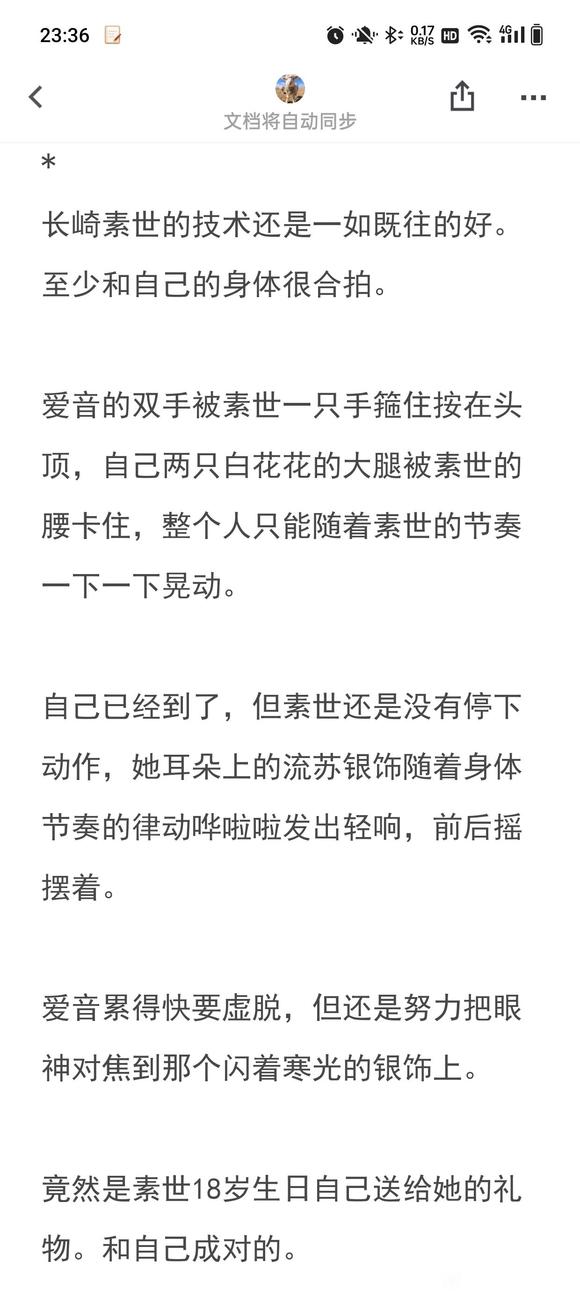 23:36
0.17
KB/S
HD
4G
文档将自动同步
*
长崎素世的技术还是一如既往的好。
至少和自己的身体很合拍。
爱音的双手被素世一只手箍住按在头
顶，自己两只白花花的大腿被素世的
腰卡住，整个人只能随着素世的节奏
一下一下晃动。
自己已经到了，但素世还是没有停下
动作，她耳朵上的流苏银饰随着身体
节奏的律动哗啦啦发出轻响，前后摇
摆着。
爱音累得快要虚脱，但还是努力把眼
神对焦到那个闪着寒光的银饰上。
竟然是素世18岁生日自己送给她的礼
物。和自己成对的。